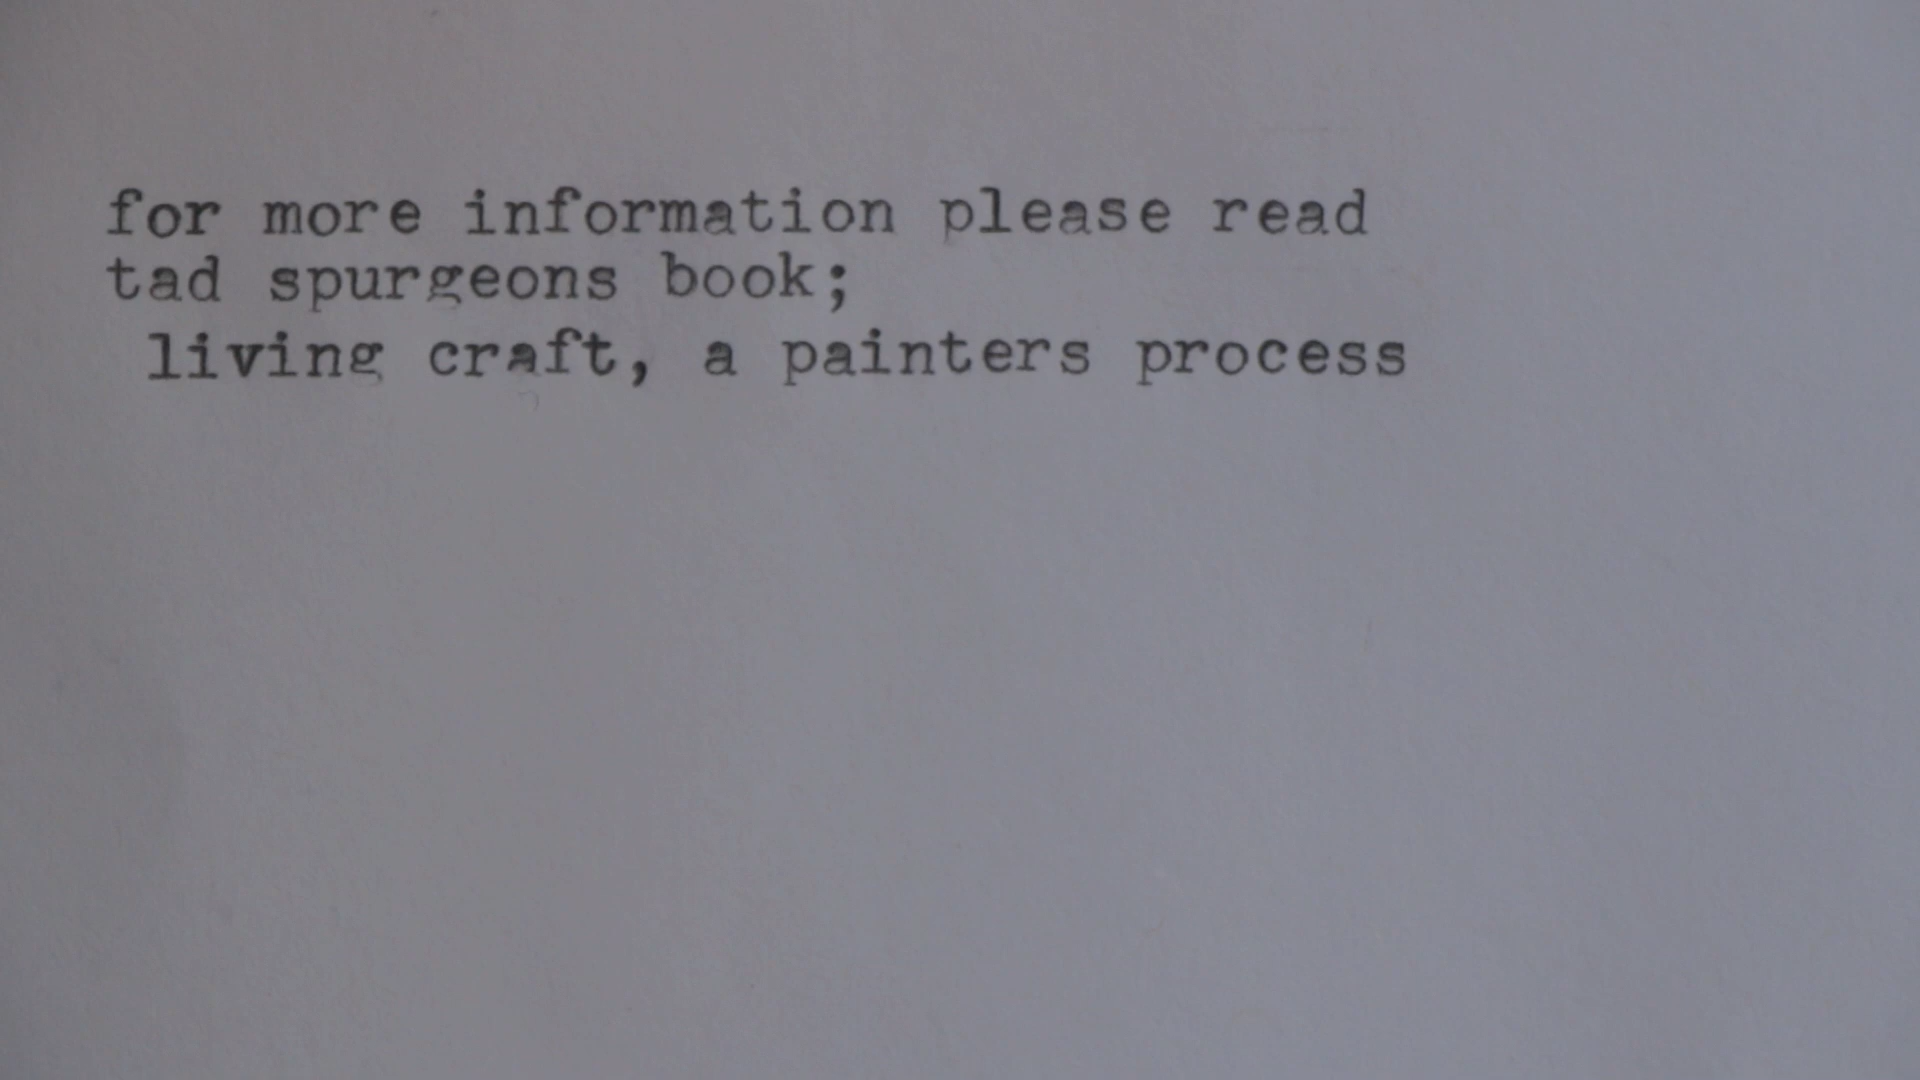 for more information please read
tad spurgeons book;
living craft, a painters process